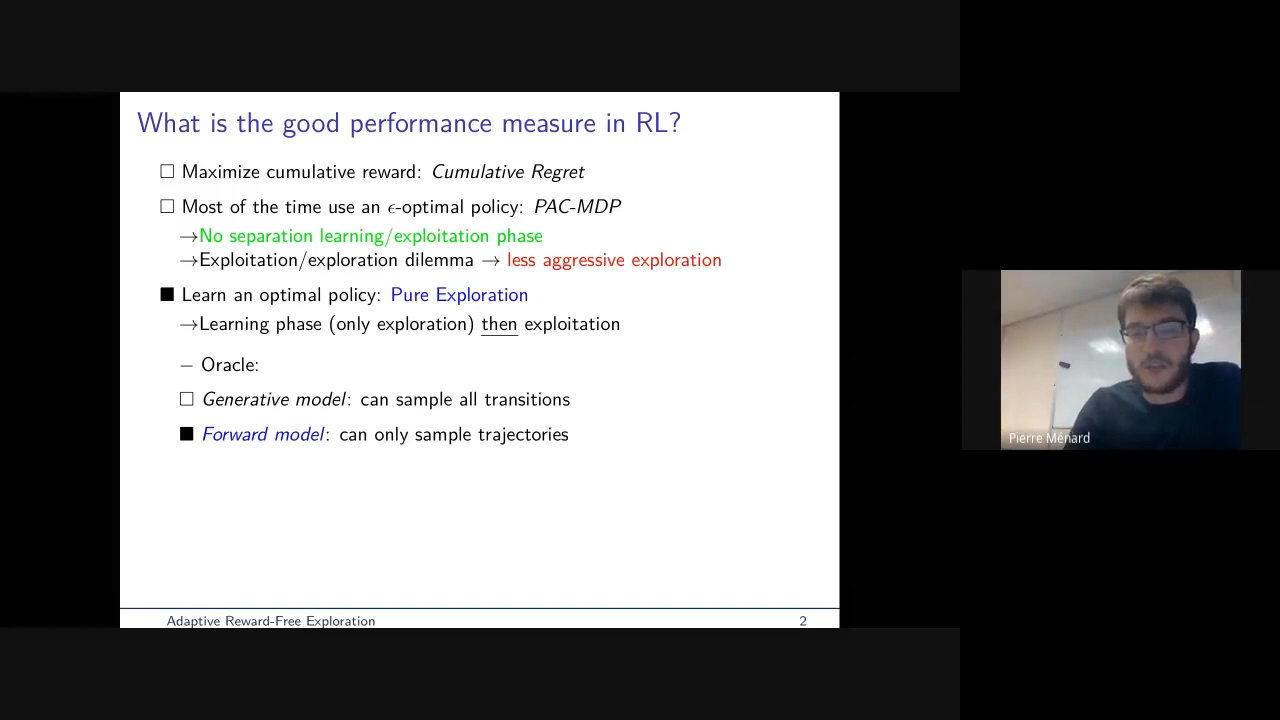 What is the good performance measure in RL?
□ Maximize cumulative reward: Cumulative Regret
□ Most of the time use an ϵ-optimal policy: PAC-MDP
→No separation learning/exploitation phase
→Exploitation/exploration dilemma → less aggressive exploration
■ Learn an optimal policy: Pure Exploration
→Learning phase (only exploration) then exploitation
– Oracle:
□ Generative model: can sample all transitions
■ Forward model: can only sample trajectories
Adaptive Reward-Free Exploration
2
Pierre Ménard